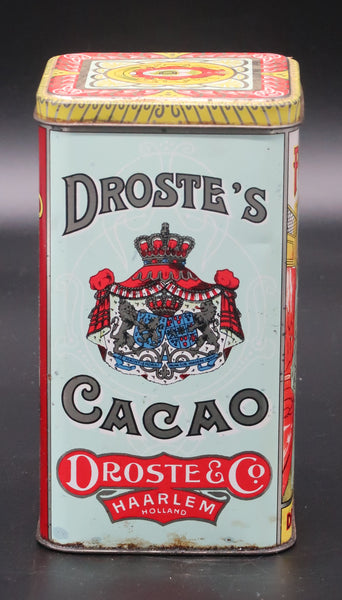 DROSTE'S
CACAO
DROSTE & Co.
HAARLEM
HOLLAND